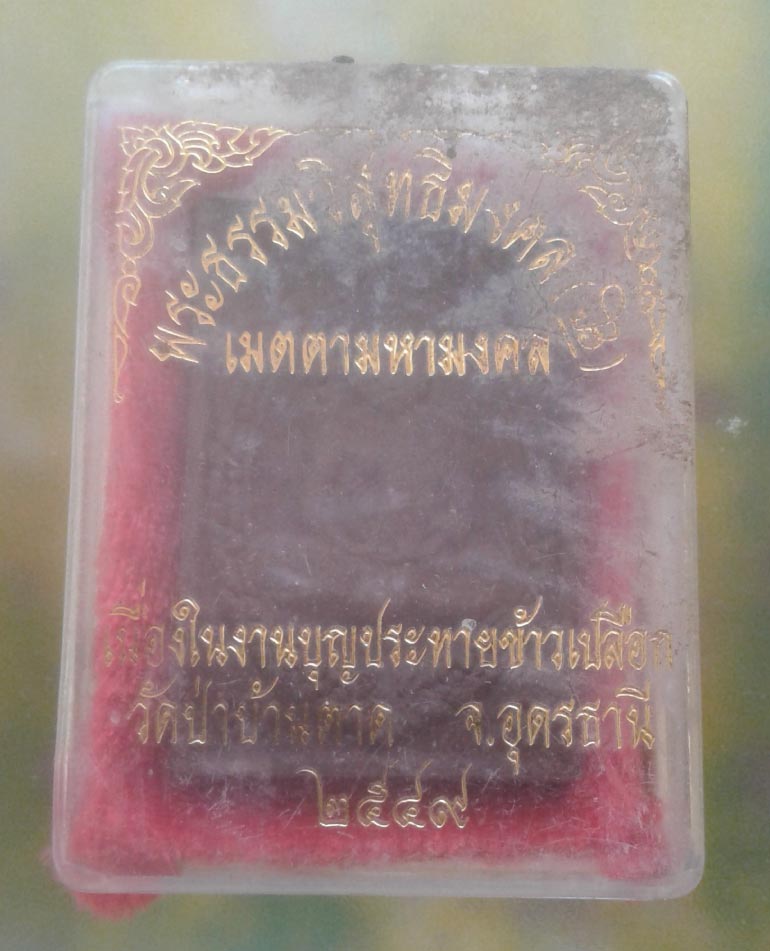 พระธรรมวิสุทธิมงคล
เมตตามหามงคล
เนื่องในงานบุญประทายข้าวเปลือก
วัดป่าบ้านตาด จ.อุดรธานี
๒๕๔๙